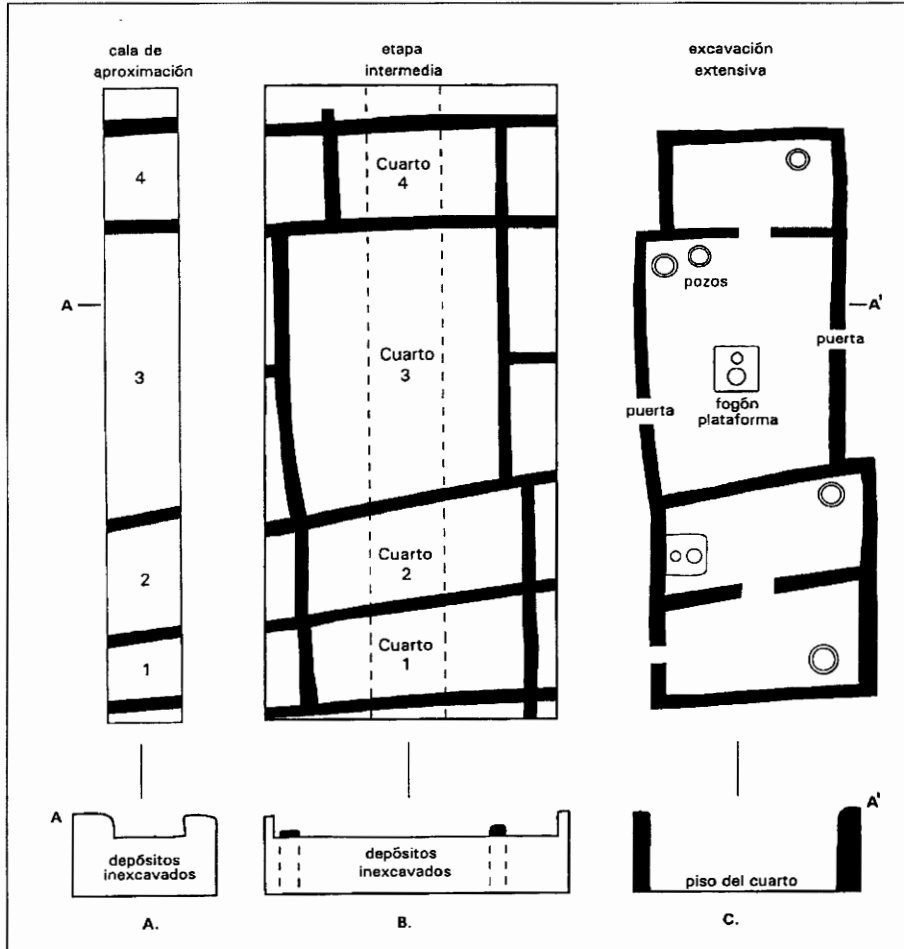 cala de
aproximación
4
A
3
2
1
A
depósitos
inexcavados
A.
etapa
intermedia
Cuarto
4
Cuarto
3
Cuarto
2
Cuarto
1
depósitos
inexcavados
B.
excavación
extensiva
pozos
A'
puerta
fogón
plataforma
puerta
A'
piso del cuarto
C.